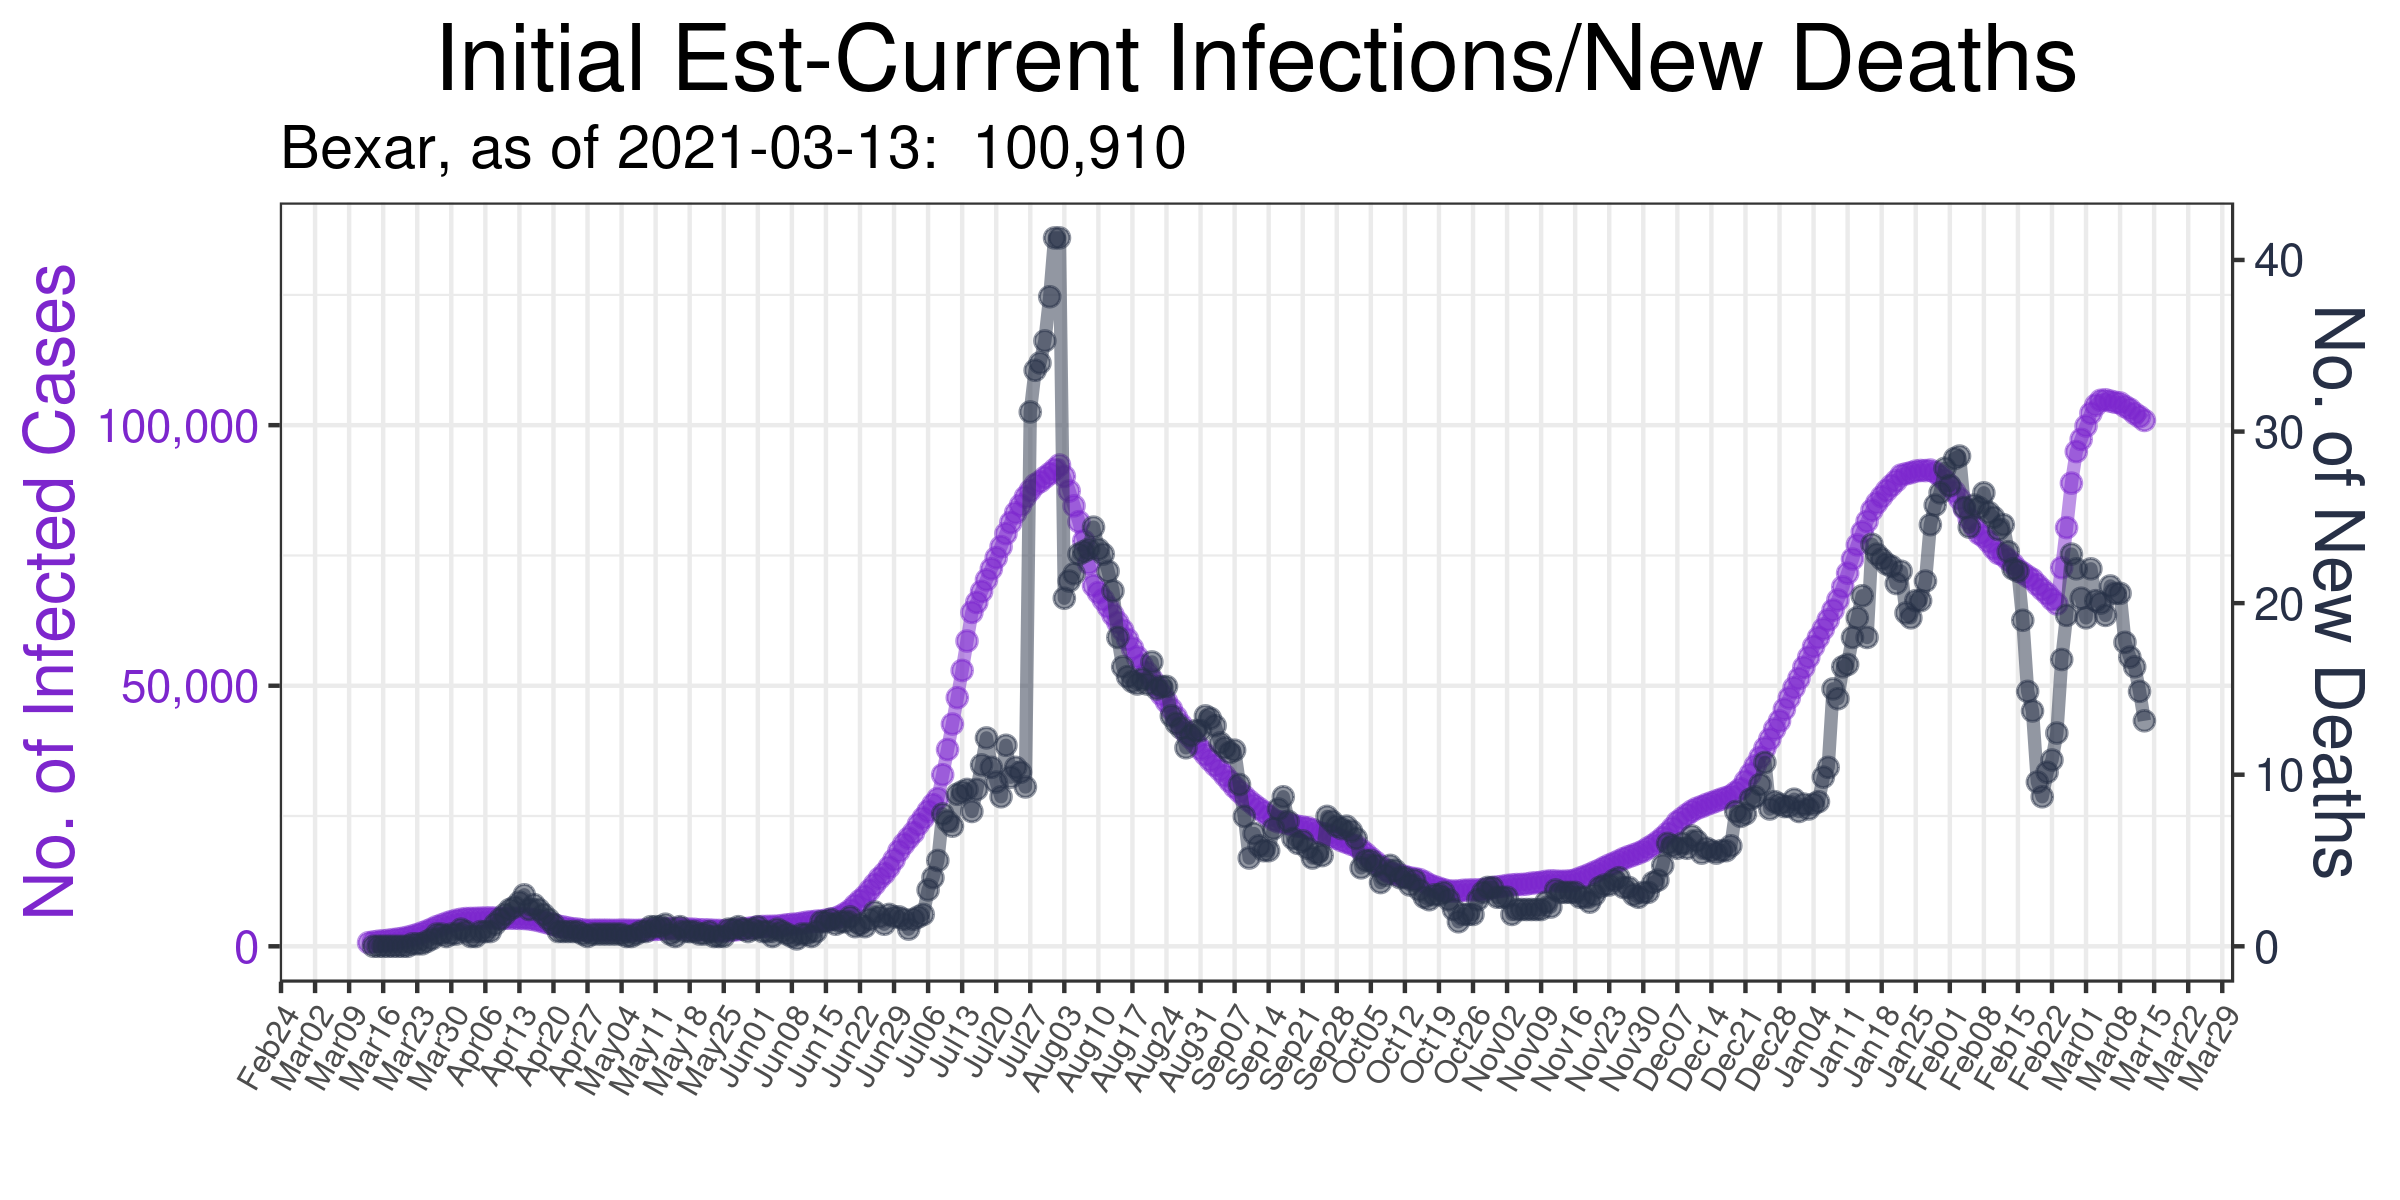 Initial Est-Current Infections/New Deaths
Bexar, as of 2021-03-13:  100,910
No. of Infected Cases
100,000
50,000
0
40
30
20
10
0
No. of New Deaths
Feb24
Mar02
Mar09
Mar16
Mar23
Mar30
Apr06
Apr13
Apr20
Apr27
May04
May11
May18
May25
Jun01
Jun08
Jun15
Jun22
Jun29
Jul06
Jul13
Jul20
Jul27
Aug03
Aug10
Aug17
Aug24
Aug31
Sep07
Sep14
Sep21
Sep28
Oct05
Oct12
Oct19
Oct26
Nov02
Nov09
Nov16
Nov23
Nov30
Dec07
Dec14
Dec21
Dec28
Jan04
Jan11
Jan18
Jan25
Feb01
Feb08
Feb15
Feb22
Mar01
Mar08
Mar15
Mar22
Mar29